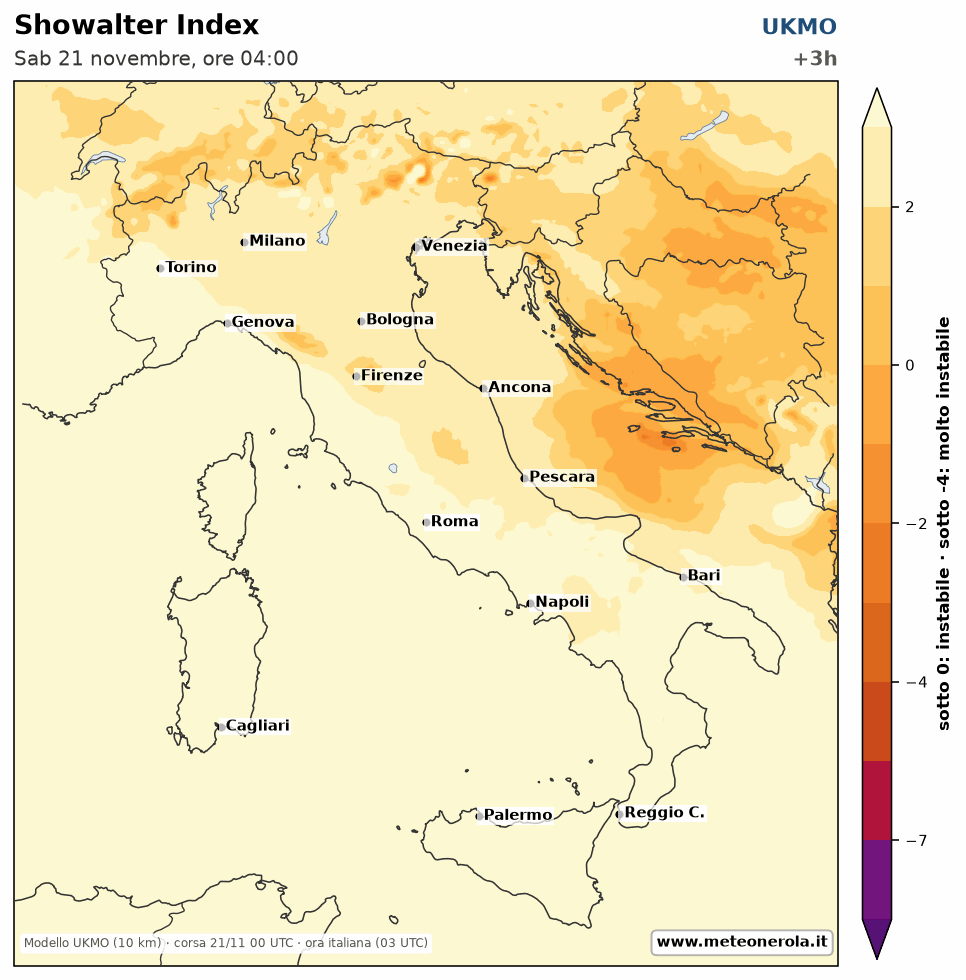 Showalter Index
UKMO
Sab 21 novembre, ore 04:00
+3h
Milano
Venezia
Torino
Genova
Bologna
Firenze
Ancona
Pescara
Roma
Bari
Napoli
Cagliari
Palermo
Reggio C.
2
0
−2
−4
−7
sotto 0: instabile · sotto -4: molto instabile
Modello UKMO (10 km) · corsa 21/11 00 UTC · ora italiana (03 UTC)
www.meteonerola.it